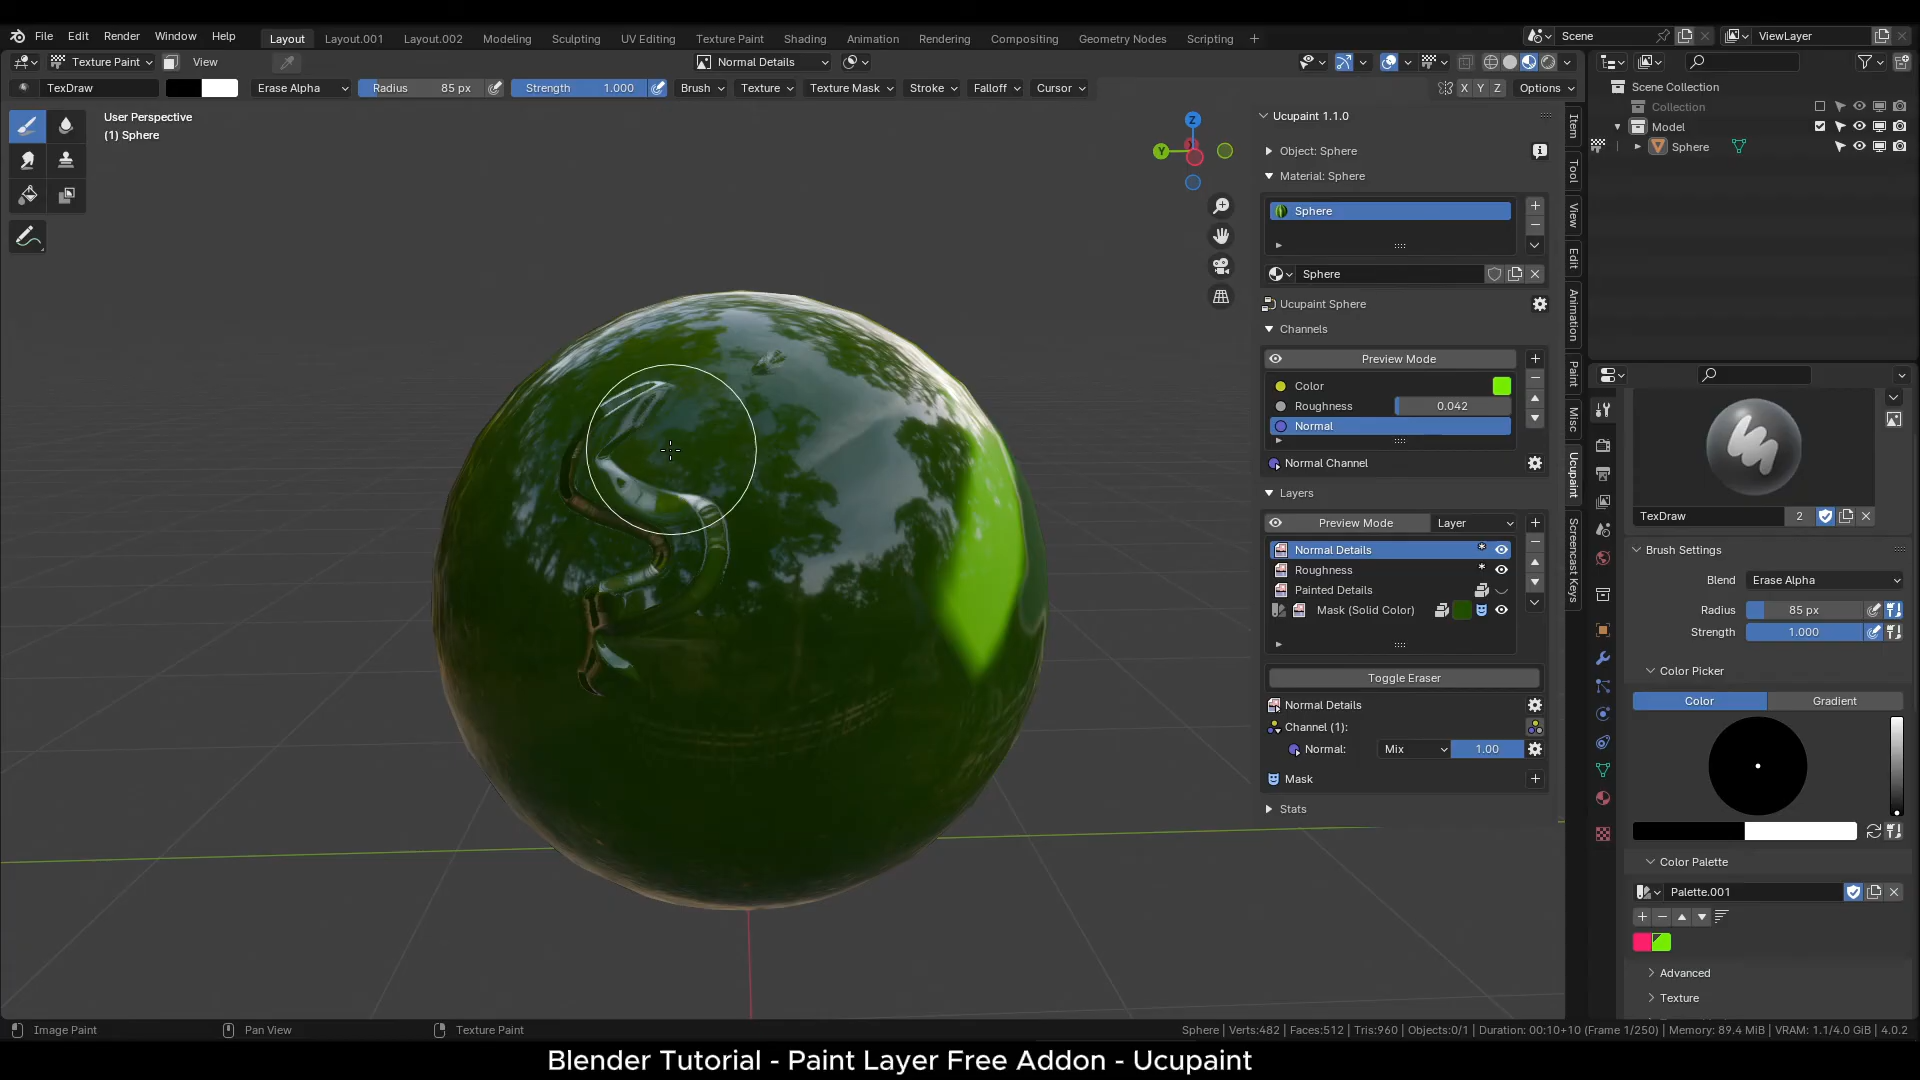 File Edit Render Window Help Layout Layout.001 Layout.002 Modeling Sculpting UV Editing Texture Paint Shading Animation Rendering Compositing Geometry Nodes Scripting + Scene ViewLayer
Texture Paint View Normal Details
TexDraw Erase Alpha Radius 85 px Strength 1.000 Brush Texture Texture Mask Stroke Falloff Cursor X Y Z Options
User Perspective
(1) Sphere
Z
Y
Ucupaint 1.1.0
Object: Sphere
Material: Sphere
Sphere
Sphere
Ucupaint Sphere
Channels
Preview Mode
Color
Roughness 0.042
Normal
Normal Channel
Layers
Preview Mode Layer
Normal Details
Roughness
Painted Details
Mask (Solid Color)
Toggle Eraser
Normal Details
Channel (1):
Normal: Mix 1.00
Mask
Stats
Item
Tool
View
Edit
Animation
Paint
Misc
Ucupaint
Screencast Keys
Scene Collection
Collection
Model
Sphere
TexDraw 2
Brush Settings
Blend Erase Alpha
Radius 85 px
Strength 1.000
Color Picker
Color Gradient
Color Palette
Palette.001
Advanced
Texture
Image Paint Pan View Texture Paint Sphere | Verts:482 | Faces:512 | Tris:960 | Objects:0/1 | Duration: 00:10+10 (Frame 1/250) | Memory: 89.4 MiB | VRAM: 1.1/4.0 GiB | 4.0.2
Blender Tutorial - Paint Layer Free Addon - Ucupaint